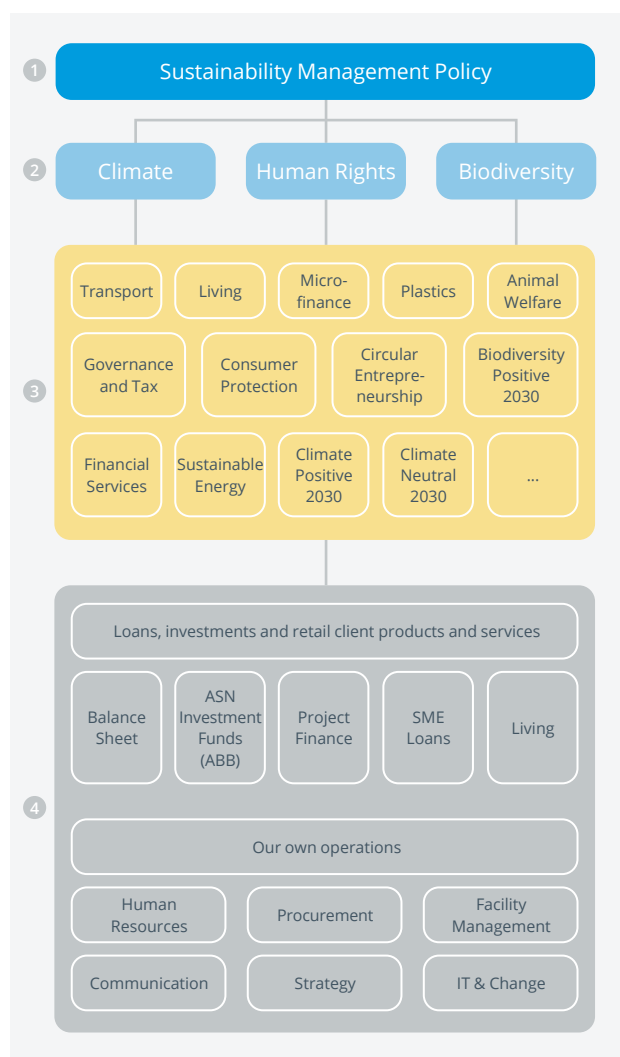 1
Sustainability Management Policy
2
Climate
Human Rights
Biodiversity
3
Transport
Living
Micro-
finance
Plastics
Animal
Welfare
Governance
and Tax
Consumer
Protection
Circular
Entrepre-
neurship
Biodiversity
Positive
2030
Financial
Services
Sustainable
Energy
Climate
Positive
2030
Climate
Neutral
2030
...
4
Loans, investments and retail client products and services
Balance
Sheet
ASN
Investment
Funds
(ABB)
Project
Finance
SME
Loans
Living
Our own operations
Human
Resources
Procurement
Facility
Management
Communication
Strategy
IT & Change